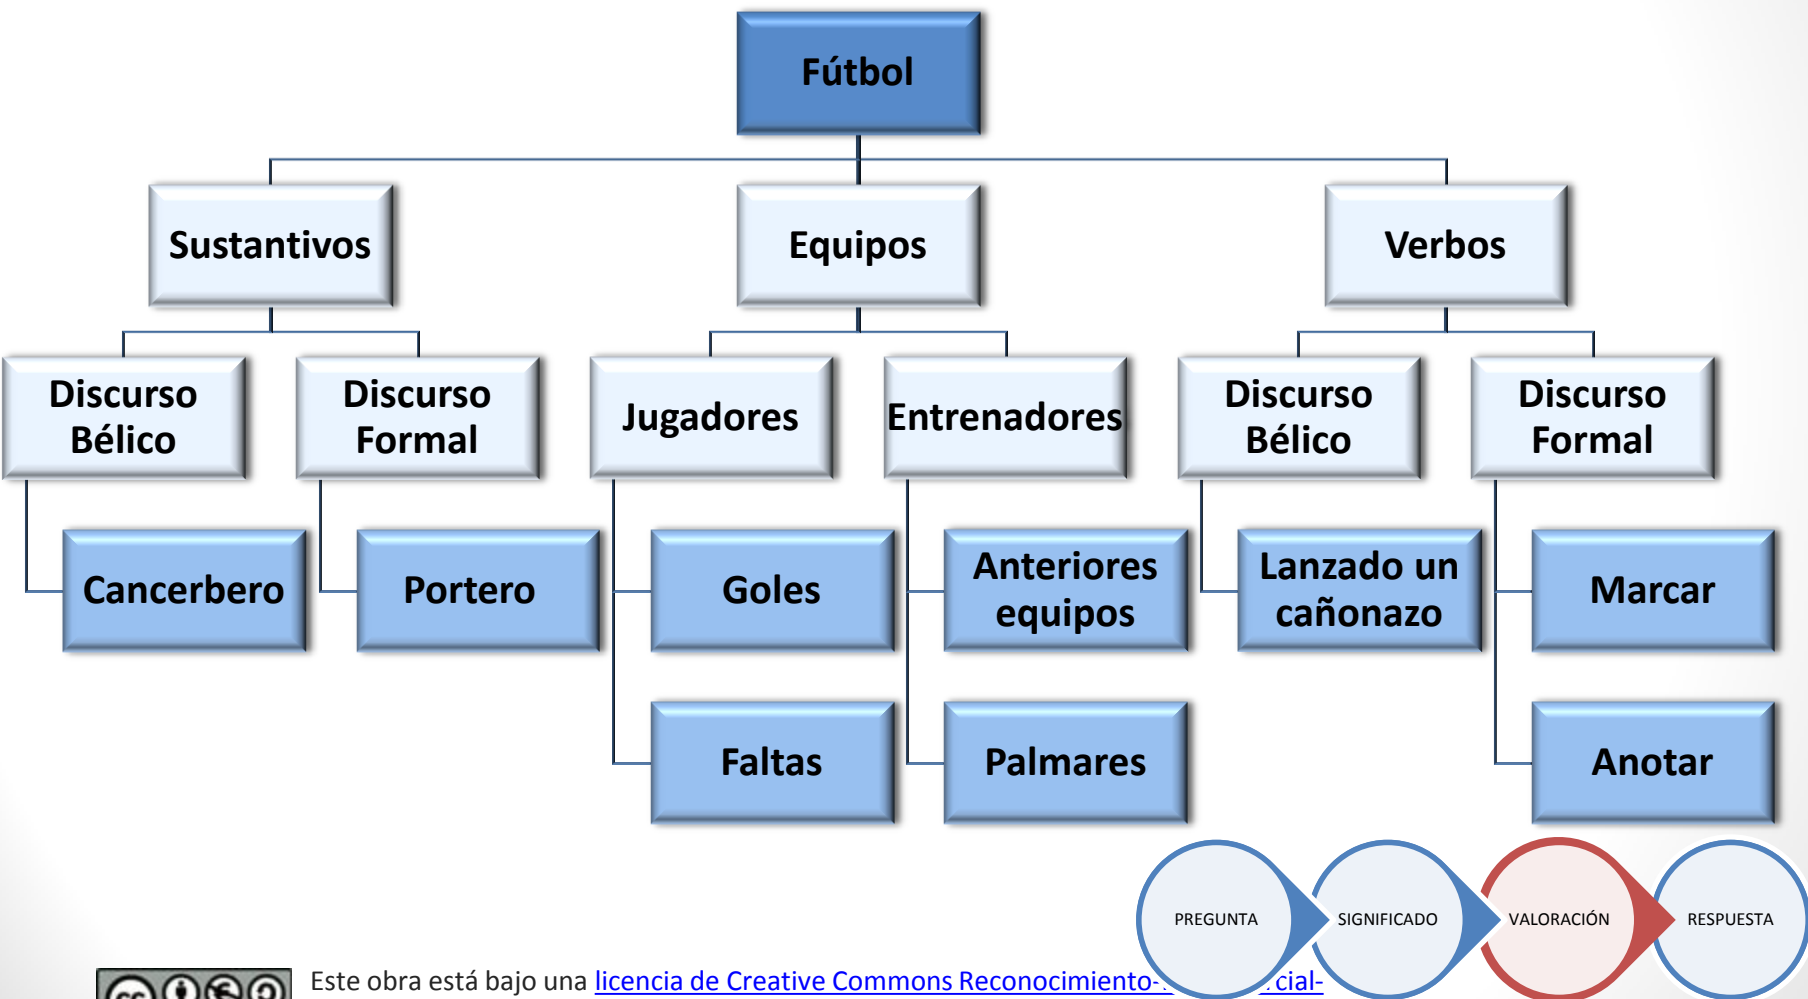 Fútbol
Sustantivos
Equipos
Verbos
Discurso
Bélico
Discurso
Formal
Jugadores
Entrenadores
Discurso
Bélico
Discurso
Formal
Cancerbero
Portero
Goles
Anteriores
equipos
Lanzado un
cañonazo
Marcar
Faltas
Palmares
Anotar
PREGUNTA
SIGNIFICADO
VALORACIÓN
RESPUESTA
cc
Este obra está bajo una licencia de Creative Commons Reconocimiento-